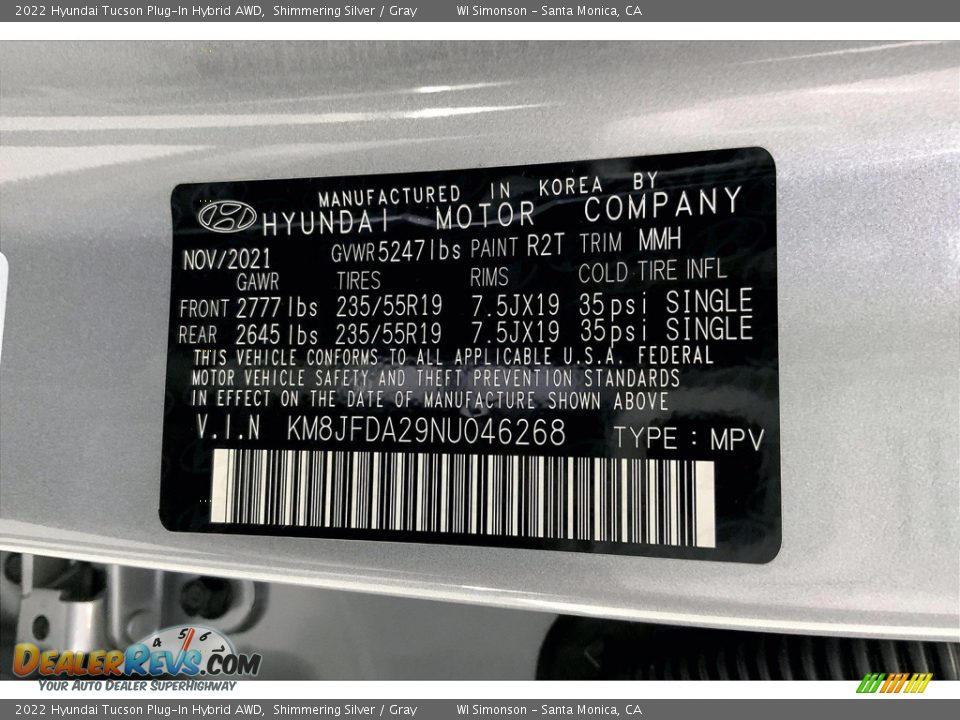 2022 Hyundai Tucson Plug-In Hybrid AWD, Shimmering Silver / Gray WI Simonson - Santa Monica, CA
MANUFACTURED IN KOREA BY
HYUNDAI MOTOR COMPANY
NOV/2021 GVWR 5247 lbs PAINT R2T TRIM MMH
GAWR TIRES RIMS COLD TIRE INFL
FRONT 2777 lbs 235/55R19 7.5JX19 35psi SINGLE
REAR 2645 lbs 235/55R19 7.5JX19 35psi SINGLE
THIS VEHICLE CONFORMS TO ALL APPLICABLE U.S.A. FEDERAL
MOTOR VEHICLE SAFETY AND THEFT PREVENTION STANDARDS
IN EFFECT ON THE DATE OF MANUFACTURE SHOWN ABOVE
V.I.N KM8JFDA29NU046268 TYPE : MPV
4 5 6 7
DEALERREVS.COM
YOUR AUTO DEALER SUPERHIGHWAY
2022 Hyundai Tucson Plug-In Hybrid AWD, Shimmering Silver / Gray WI Simonson - Santa Monica, CA